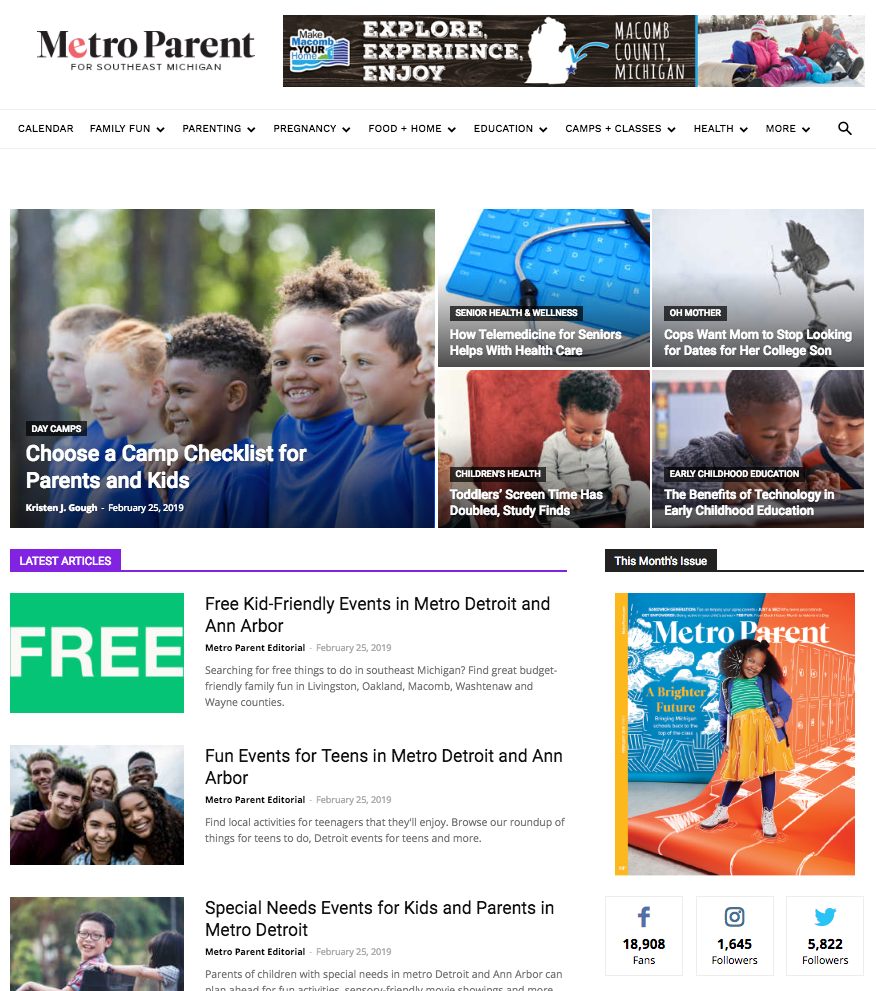 Metro Parent
FOR SOUTHEAST MICHIGAN
Make
Macomb
YOUR
Home
EXPLORE,
EXPERIENCE,
ENJOY
MACOMB
COUNTY,
MICHIGAN
CALENDAR FAMILY FUN PARENTING PREGNANCY FOOD + HOME EDUCATION CAMPS + CLASSES HEALTH MORE
DAY CAMPS
Choose a Camp Checklist for
Parents and Kids
Kristen J. Gough - February 25, 2019
SENIOR HEALTH & WELLNESS
How Telemedicine for Seniors
Helps With Health Care
OH MOTHER
Cops Want Mom to Stop Looking
for Dates for Her College Son
CHILDREN'S HEALTH
Toddlers' Screen Time Has
Doubled, Study Finds
EARLY CHILDHOOD EDUCATION
The Benefits of Technology in
Early Childhood Education
LATEST ARTICLES
FREE
Free Kid-Friendly Events in Metro Detroit and
Ann Arbor
Metro Parent Editorial - February 25, 2019
Searching for free things to do in southeast Michigan? Find great budget-
friendly family fun in Livingston, Oakland, Macomb, Washtenaw and
Wayne counties.
Fun Events for Teens in Metro Detroit and Ann
Arbor
Metro Parent Editorial - February 25, 2019
Find local activities for teenagers that they'll enjoy. Browse our roundup of
things for teens to do, Detroit events for teens and more.
Special Needs Events for Kids and Parents in
Metro Detroit
Metro Parent Editorial - February 25, 2019
Parents of children with special needs in metro Detroit and Ann Arbor can
plan ahead for fun activities, sensory-friendly movie showings and more
This Month's Issue
Metro Parent
A Brighter
Future
Bringing Michigan
schools back to the
top of the class
18,908
Fans
1,645
Followers
5,822
Followers